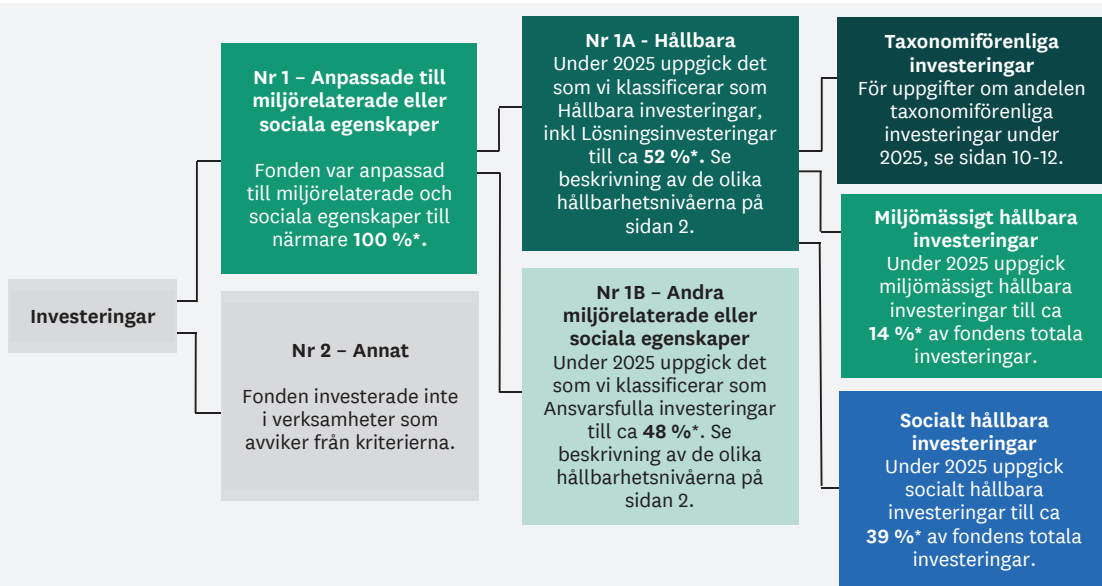 Investeringar
Nr 1 – Anpassade till
miljörelaterade eller
sociala egenskaper
Fonden var anpassad
till miljörelaterade och
sociala egenskaper till
närmare 100 %*.
Nr 2 – Annat
Fonden investerade inte
i verksamheter som
avviker från kriterierna.
Nr 1A - Hållbara
Under 2025 uppgick det
som vi klassificerar som
Hållbara investeringar,
inkl Lösningsinvesteringar
till ca 52 %*. Se
beskrivning av de olika
hållbarhetsnivåerna på
sidan 2.
Nr 1B – Andra
miljörelaterade eller
sociala egenskaper
Under 2025 uppgick det
som vi klassificerar som
Ansvarsfulla investeringar
till ca 48 %*. Se
beskrivning av de olika
hållbarhetsnivåerna på
sidan 2.
Taxonomiförenliga
investeringar
För uppgifter om andelen
taxonomiförenliga
investeringar under
2025, se sidan 10-12.
Miljömässigt hållbara
investeringar
Under 2025 uppgick
miljömässigt hållbara
investeringar till ca
14 %* av fondens totala
investeringar.
Socialt hållbara
investeringar
Under 2025 uppgick
socialt hållbara
investeringar till ca
39 %* av fondens totala
investeringar.